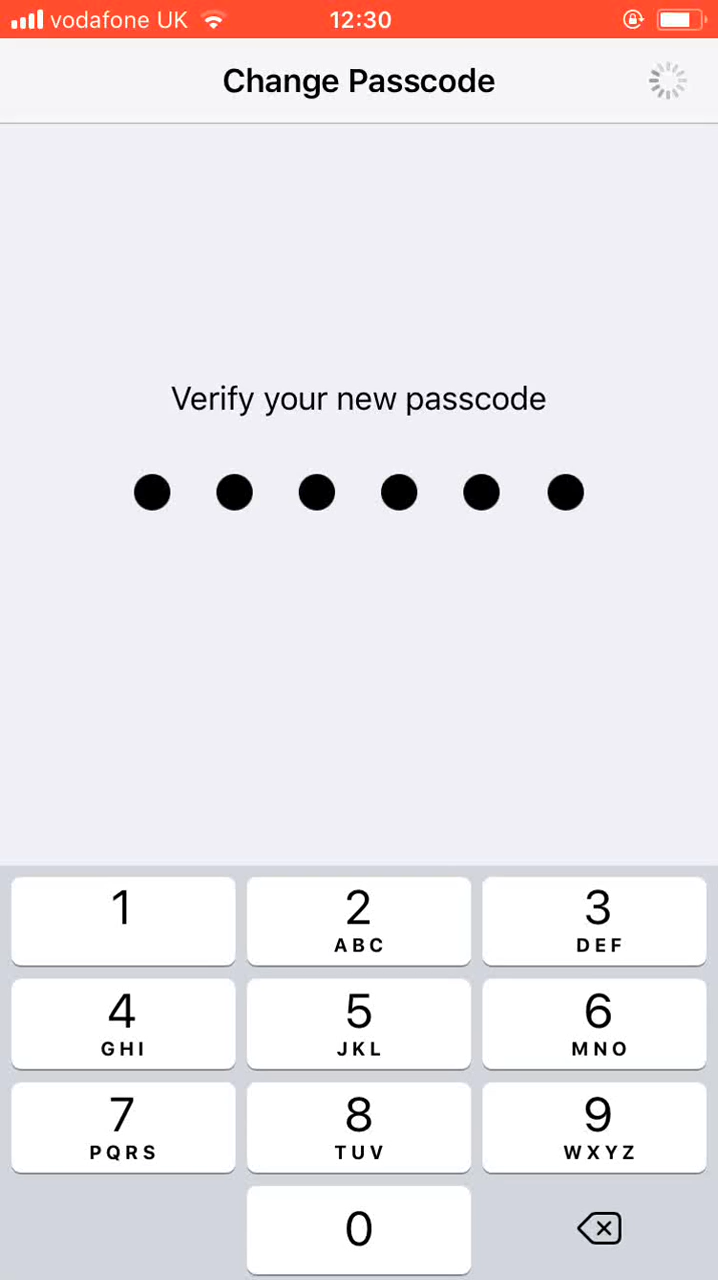 vodafone UK 12:30
Change Passcode
Verify your new passcode
1 2 3
ABC DEF
4 5 6
GHI JKL MNO
7 8 9
PQRS TUV WXYZ
0